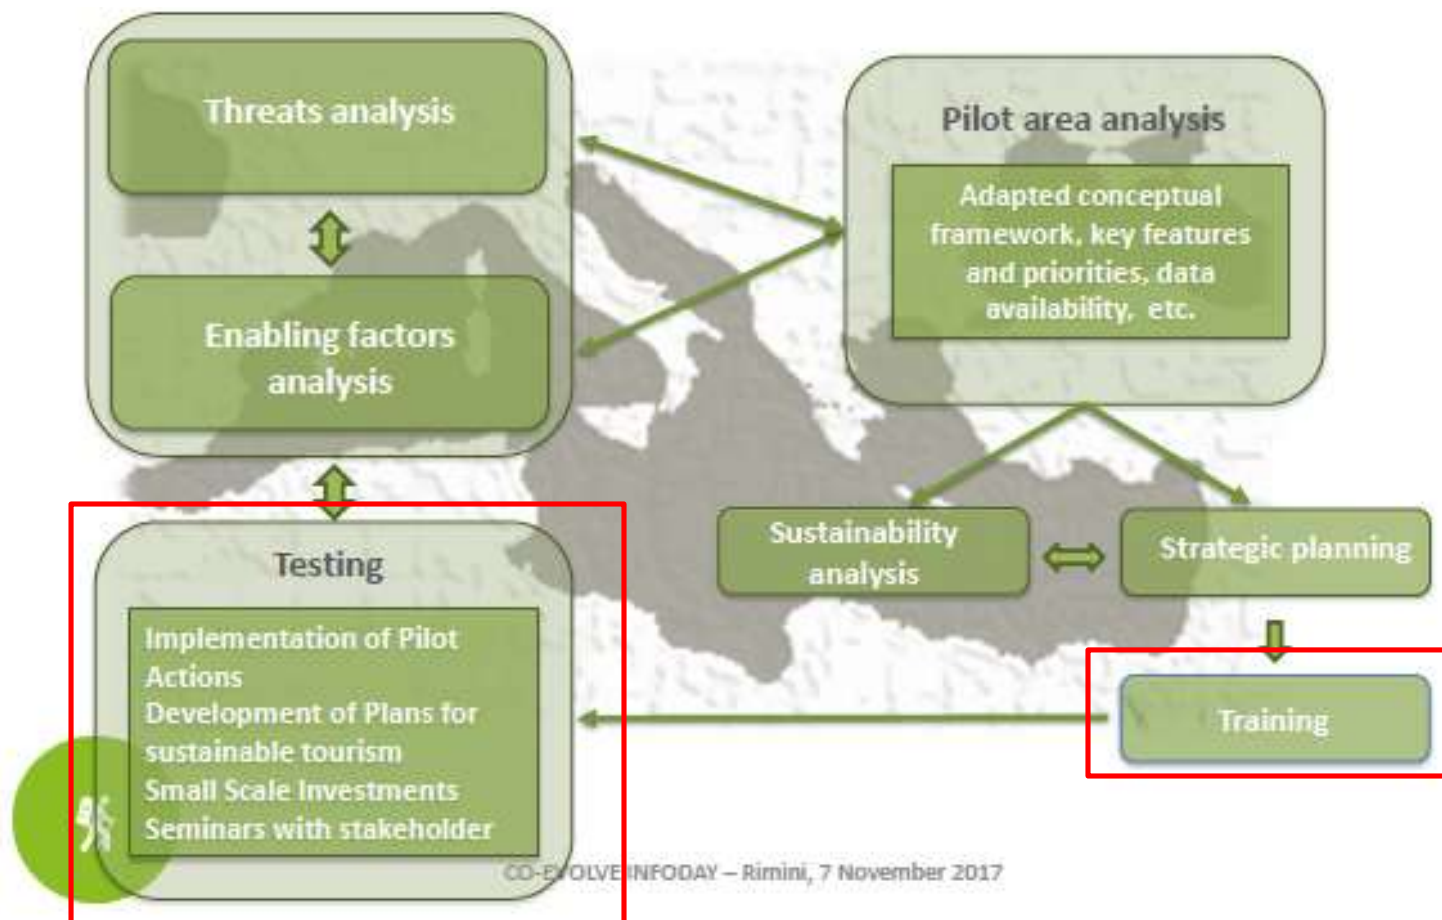 Threats analysis
Enabling factors
analysis
Pilot area analysis
Adapted conceptual
framework, key features
and priorities, data
availability, etc.
Sustainability
analysis
Strategic planning
Training
Testing
Implementation of Pilot
Actions
Development of Plans for
sustainable tourism
Small Scale Investments
Seminars with stakeholder
CO-EVOLVE INFODAY – Rimini, 7 November 2017